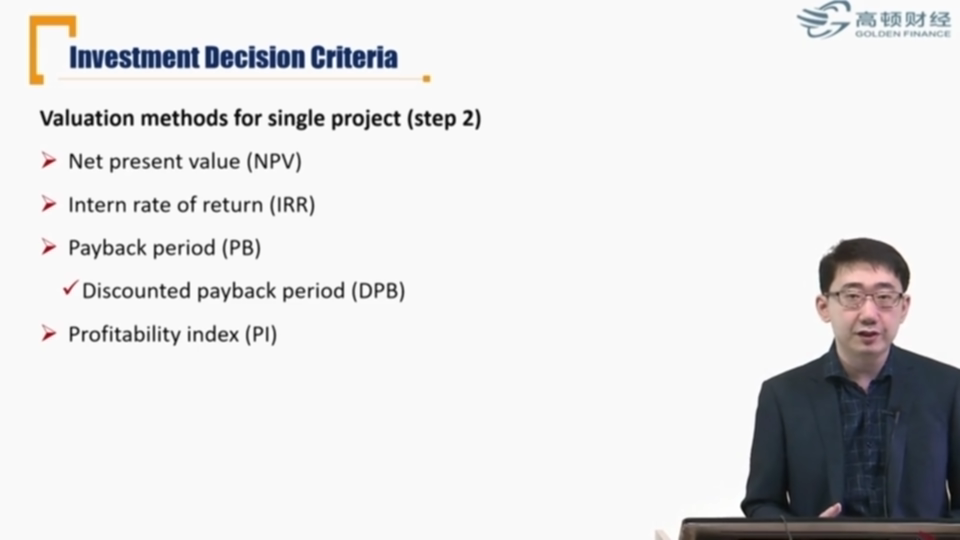 高顿财经
GOLDEN FINANCE
Investment Decision Criteria
Valuation methods for single project (step 2)
Net present value (NPV)
Intern rate of return (IRR)
Payback period (PB)
Discounted payback period (DPB)
Profitability index (PI)